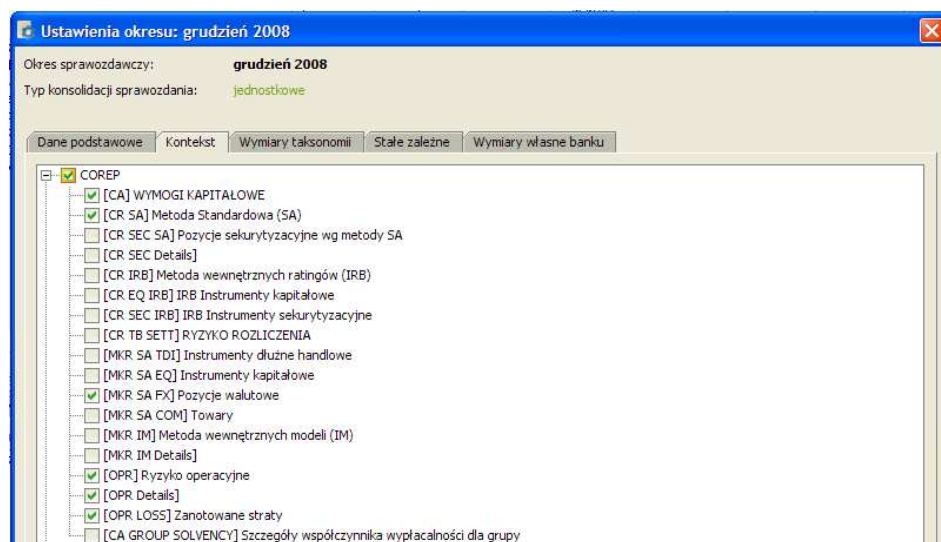 Ustawienia okresu: grudzień 2008
Okres sprawozdawczy: grudzień 2008
Typ konsolidacji sprawozdania: jednostkowe
Dane podstawowe Kontekst Wymiary taksonomii Stałe zależne Wymiary własne banku
COREP
[CA] WYMOGI KAPITAŁOWE
[CR SA] Metoda Standardowa (SA)
[CR SEC SA] Pozycje sekurytyzacyjne wg metody SA
[CR SEC Details]
[CR IRB] Metoda wewnętrznych ratingów (IRB)
[CR EQ IRB] IRB Instrumenty kapitałowe
[CR SEC IRB] IRB Instrumenty sekurytyzacyjne
[CR TB SETT] RYZYKO ROZLICZENIA
[MKR SA TDI] Instrumenty dłużne handlowe
[MKR SA EQ] Instrumenty kapitałowe
[MKR SA FX] Pozycje walutowe
[MKR SA COM] Towary
[MKR IM] Metoda wewnętrznych modeli (IM)
[MKR IM Details]
[OPR] Ryzyko operacyjne
[OPR Details]
[OPR LOSS] Zanotowane straty
[CA GROUP SOLVENCY] Szczegóły współczynnika wypłacalności dla grupy